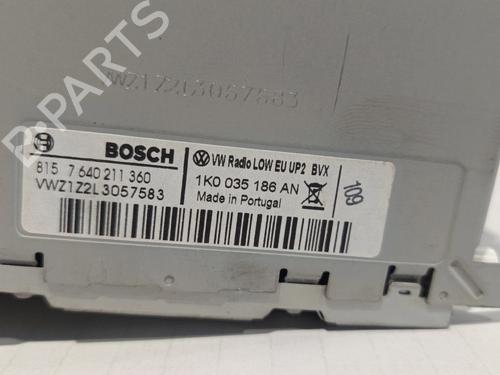 VWZ1Z2L3057583
BOSCH
815 7 640 211 360
VWZ1Z2L3057583
VW Radio LOW EU UP2 BVX
1K0 035 186 AN
Made in Portugal
109
B-PARTS